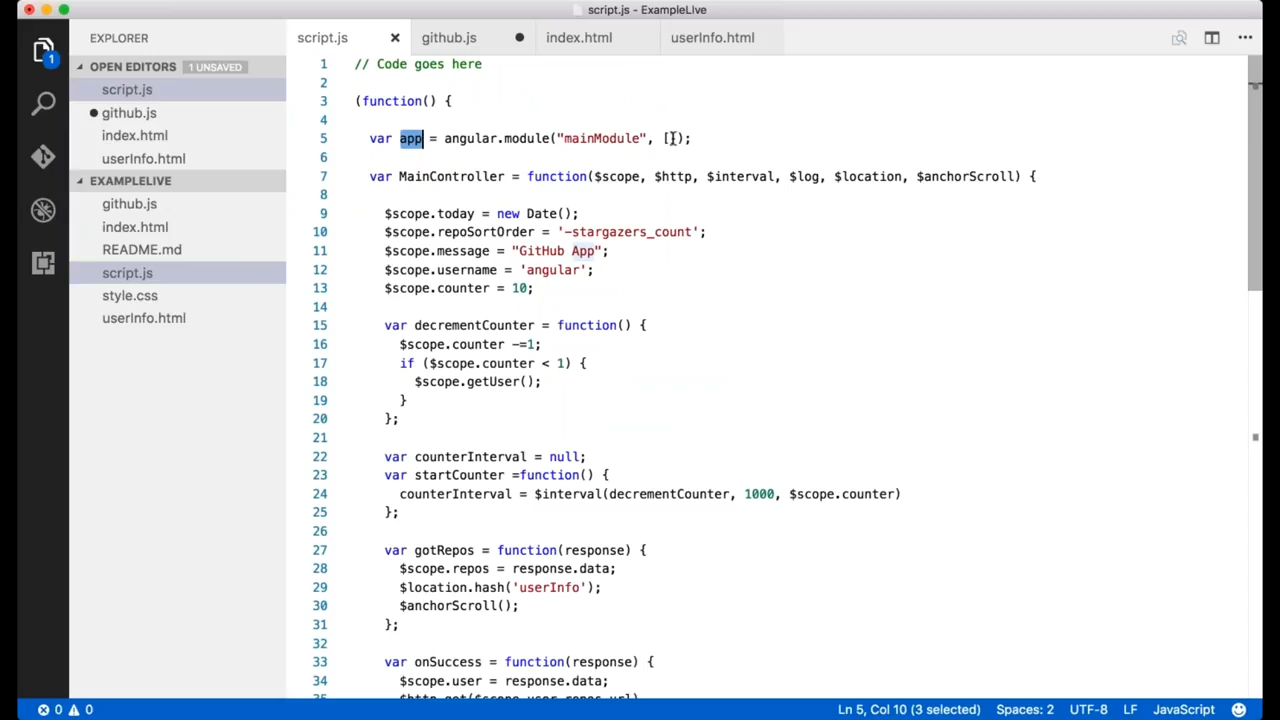 script.js - ExampleLIve
EXPLORER
OPEN EDITORS 1 UNSAVED
script.js
github.js
index.html
userInfo.html
EXAMPLELIVE
github.js
index.html
README.md
script.js
style.css
userInfo.html
1
script.js github.js index.html userInfo.html
1 // Code goes here
2
3 (function() {
4
5 var app = angular.module("mainModule", []);
6
7 var MainController = function($scope, $http, $interval, $log, $location, $anchorScroll) {
8
9 $scope.today = new Date();
10 $scope.repoSortOrder = '-stargazers_count';
11 $scope.message = "GitHub App";
12 $scope.username = 'angular';
13 $scope.counter = 10;
14
15 var decrementCounter = function() {
16 $scope.counter -=1;
17 if ($scope.counter < 1) {
18 $scope.getUser();
19 }
20 };
21
22 var counterInterval = null;
23 var startCounter =function() {
24 counterInterval = $interval(decrementCounter, 1000, $scope.counter)
25 };
26
27 var gotRepos = function(response) {
28 $scope.repos = response.data;
29 $location.hash('userInfo');
30 $anchorScroll();
31 };
32
33 var onSuccess = function(response) {
34 $scope.user = response.data;
35 $http.get($scope.user.repos_url)
0 0 Ln 5, Col 10 (3 selected) Spaces: 2 UTF-8 LF JavaScript